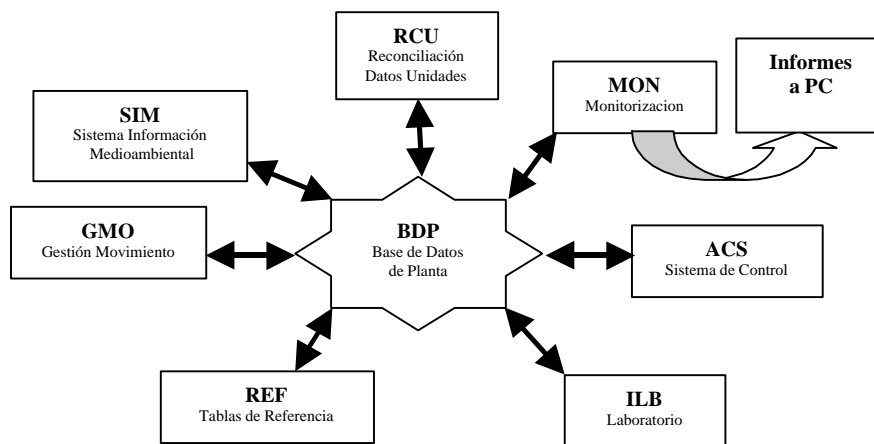 RCU
Reconciliación
Datos Unidades
MON
Monitorizacion
Informes
a PC
SIM
Sistema Información
Medioambiental
GMO
Gestión Movimiento
BDP
Base de Datos
de Planta
ACS
Sistema de Control
REF
Tablas de Referencia
ILB
Laboratorio